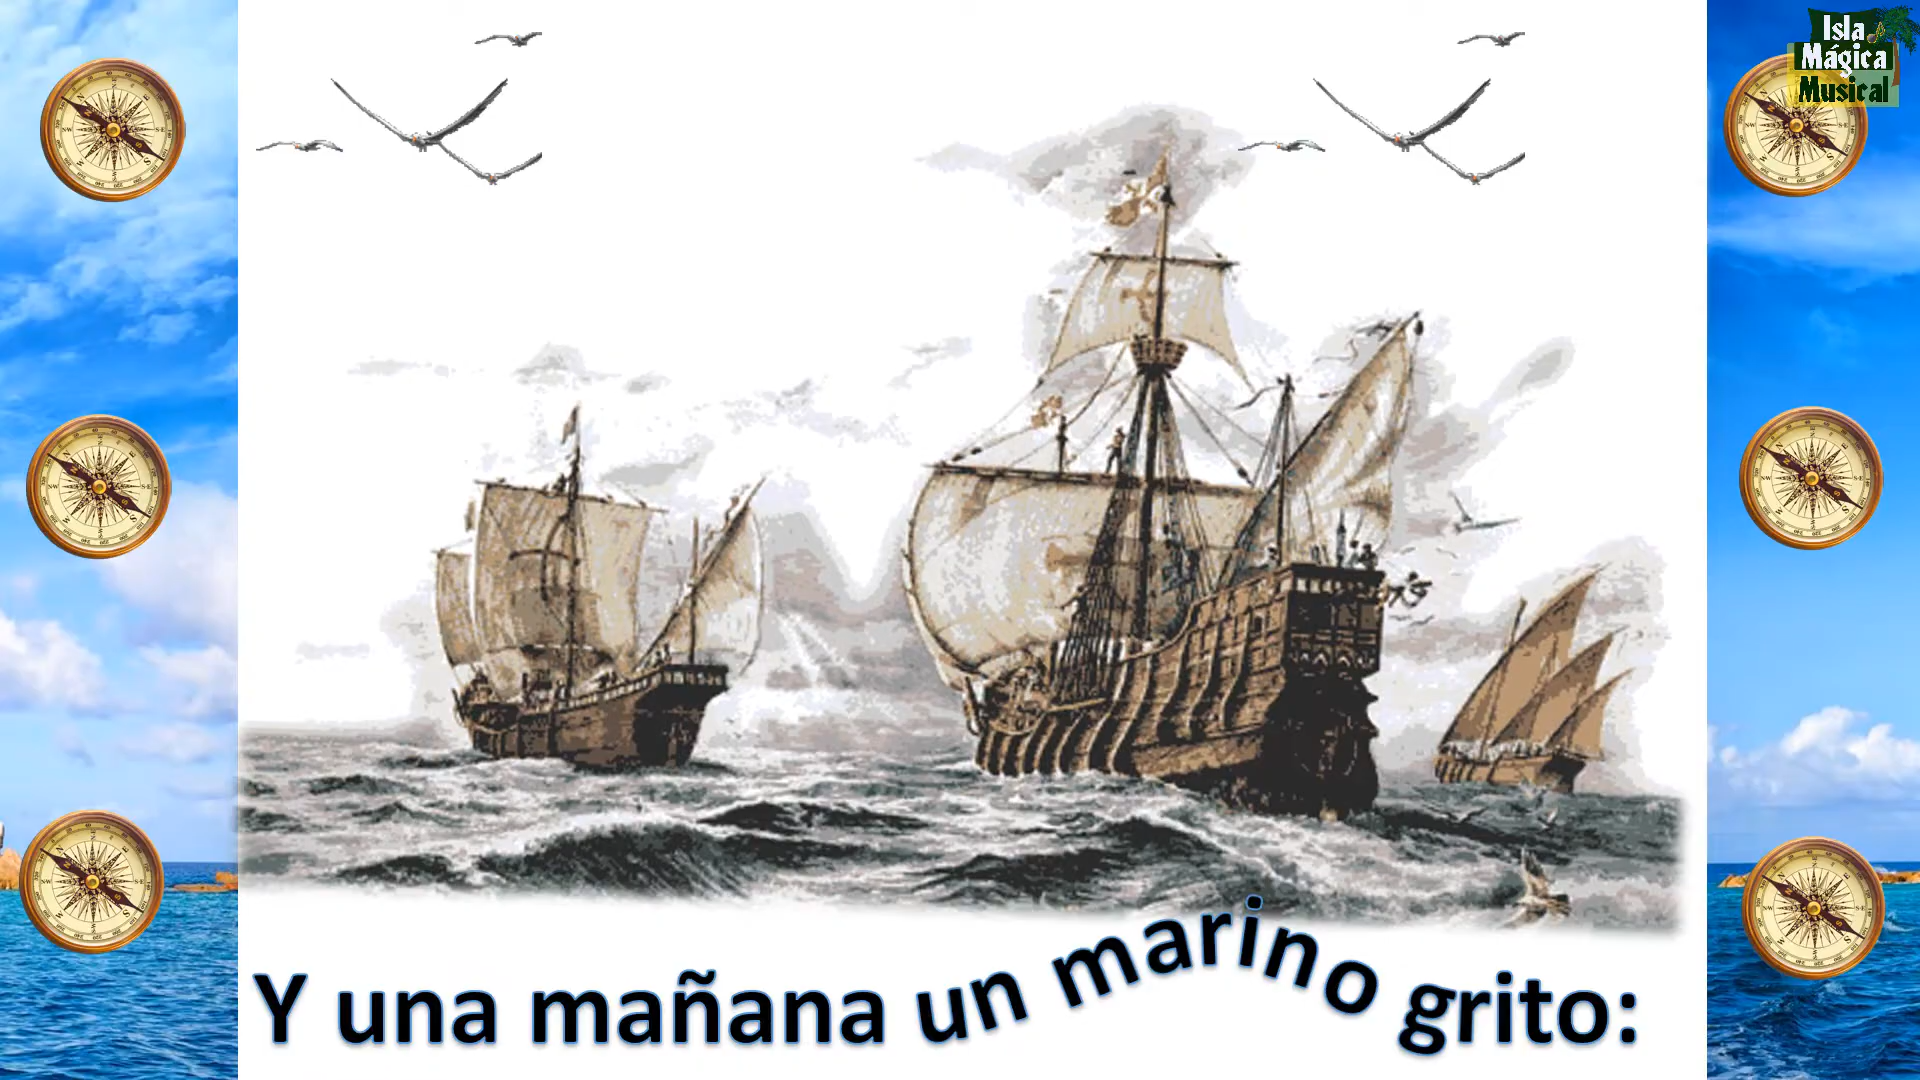 Isla
Mágica
Musical
Y una mañana un marino grito: